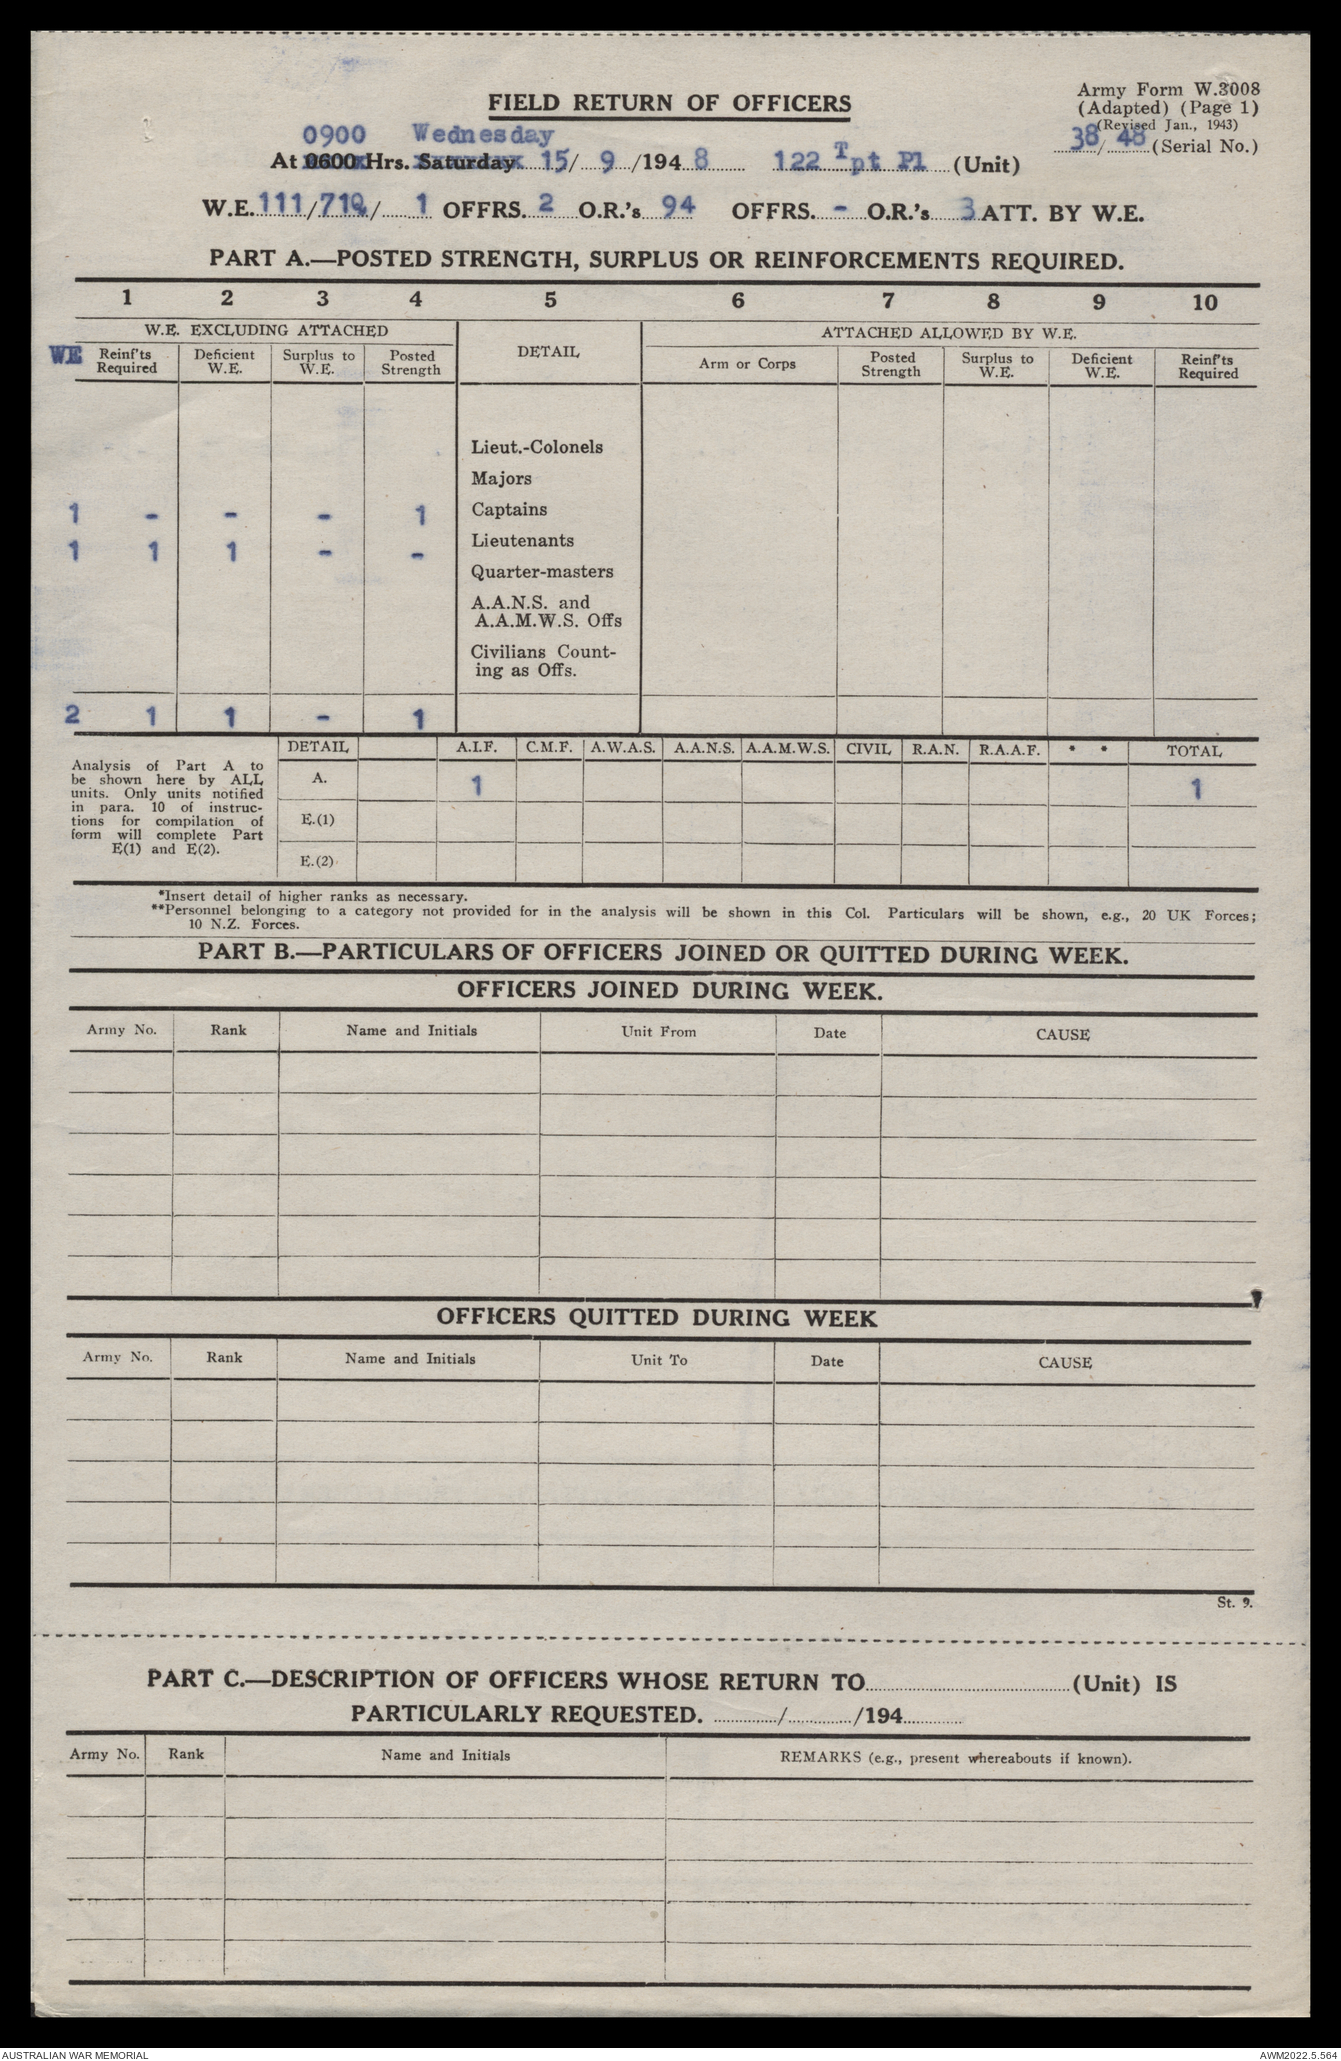 Army Form W.3008
FIELD RETURN OF OFFICERS
(Adapted) (Page 1)
(Revised Jan., 1943)
38/48 (Serial No.)
0900 Wednesday
At 0600 Hrs. Saturday 15/ 9 /194 8 122 Tpt Pl (Unit)
W.E. 111/ / 1 OFFRS. 2 O.R.'s 94 OFFRS. - O.R.'s 3 ATT. BY W.E.
PART A.—POSTED STRENGTH, SURPLUS OR REINFORCEMENTS REQUIRED.
1 2 3 4 5 6 7 8 9 10
W.E. EXCLUDING ATTACHED DETAIL ATTACHED ALLOWED BY W.E.
WE Reinf'ts Required Deficient W.E. Surplus to W.E. Posted Strength Arm or Corps Posted Strength Surplus to W.E. Deficient W.E. Reinf'ts Required
Lieut.-Colonels
Majors
1 - - - 1 Captains
1 1 1 - - Lieutenants
Quarter-masters
A.A.N.S. and
A.A.M.W.S. Offs
Civilians Count-
ing as Offs.
2 1 1 - 1
DETAIL A.I.F. C.M.F. A.W.A.S. A.A.N.S. A.A.M.W.S. CIVIL R.A.N. R.A.A.F. * * TOTAL
Analysis of Part A to
be shown here by ALL
units. Only units notified
in para. 10 of instruc-
tions for compilation of
form will complete Part
E(1) and E(2).
A. 1 1
E.(1)
E.(2)
*Insert detail of higher ranks as necessary.
**Personnel belonging to a category not provided for in the analysis will be shown in this Col. Particulars will be shown, e.g., 20 UK Forces;
10 N.Z. Forces.
PART B.—PARTICULARS OF OFFICERS JOINED OR QUITTED DURING WEEK.
OFFICERS JOINED DURING WEEK.
Army No. Rank Name and Initials Unit From Date CAUSE
OFFICERS QUITTED DURING WEEK
Army No. Rank Name and Initials Unit To Date CAUSE
St. 9.
PART C.—DESCRIPTION OF OFFICERS WHOSE RETURN TO (Unit) IS
PARTICULARLY REQUESTED. / /194
Army No. Rank Name and Initials REMARKS (e.g., present whereabouts if known).
AUSTRALIAN WAR MEMORIAL AWM2022.5.564